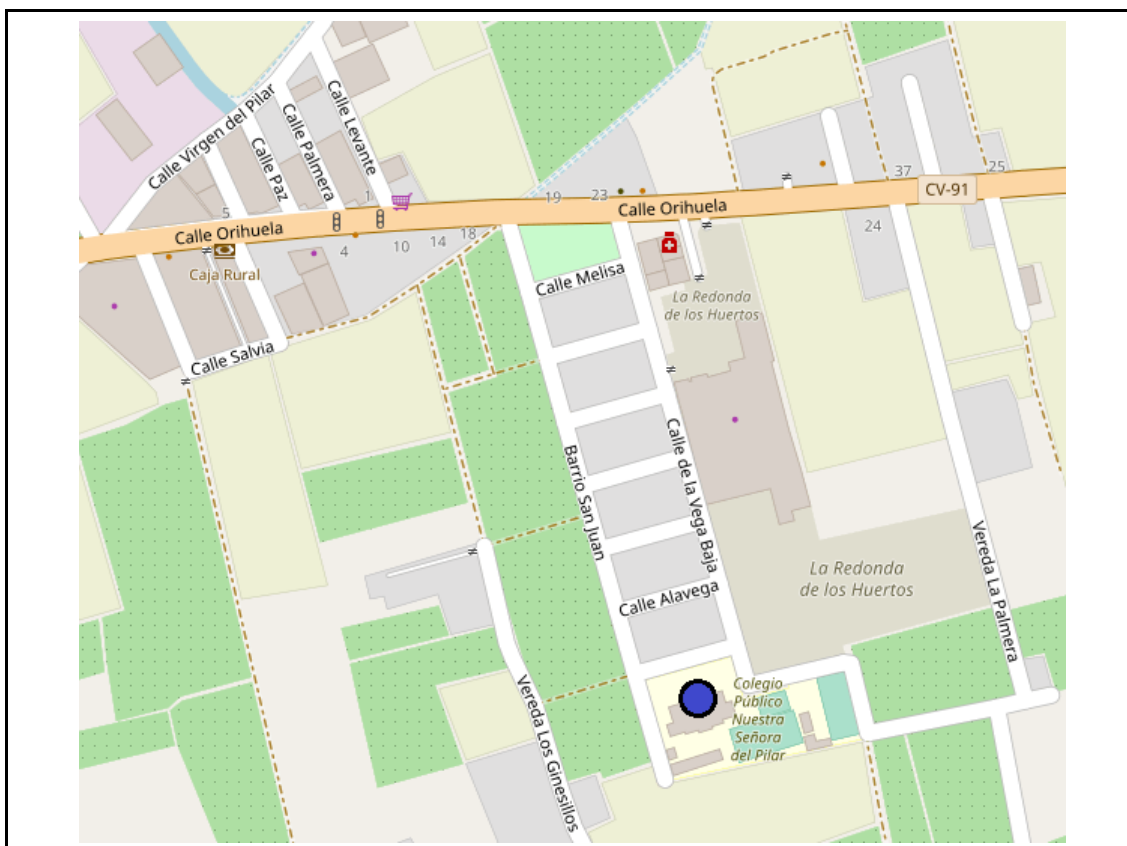 Calle Virgen del Pilar
Calle Levante
Calle Palmera
Calle Paz
1
5
19
23
37
25
CV-91
Calle Orihuela
Calle Orihuela
4
10
14
18
24
Caja Rural
Calle Melisa
La Redonda
de los Huertos
Calle Salvia
Barrio San Juan
Calle de la Vega Baja
La Redonda
de los Huertos
Calle Alavega
Vereda La Palmera
Vereda Los Ginesillos
Colegio
Público
Nuestra
Señora
del Pilar